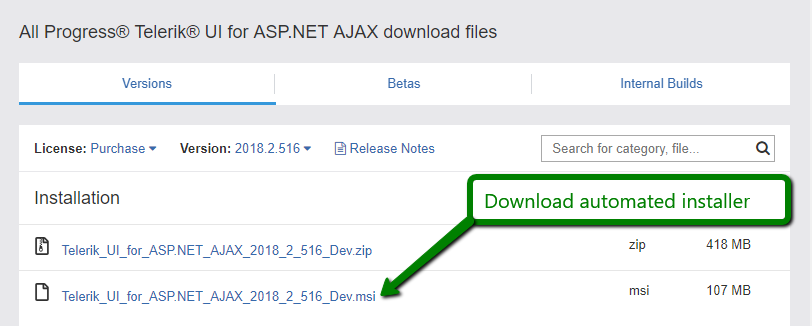 All Progress® Telerik® UI for ASP.NET AJAX download files
Versions Betas Internal Builds
License: Purchase Version: 2018.2.516 Release Notes Search for category, file...
Installation
Download automated installer
Telerik_UI_for_ASP.NET_AJAX_2018_2_516_Dev.zip zip 418 MB
Telerik_UI_for_ASP.NET_AJAX_2018_2_516_Dev.msi msi 107 MB